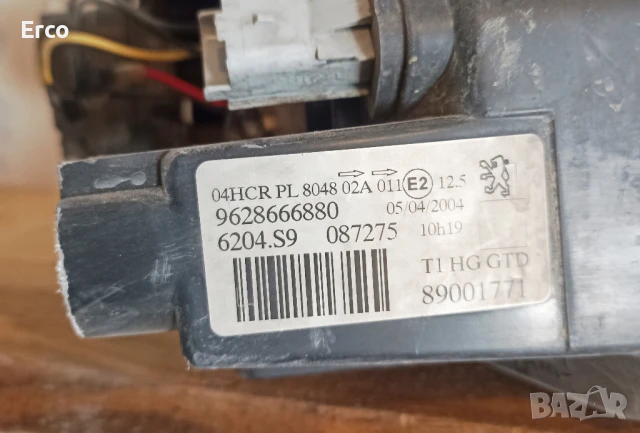 Erco
04HCR PL 8048 02A 011 E2 12.5
9628666880 05/04/2004
6204.S9 087275 10h19
T1 HG GTD
89001771
BAZAR